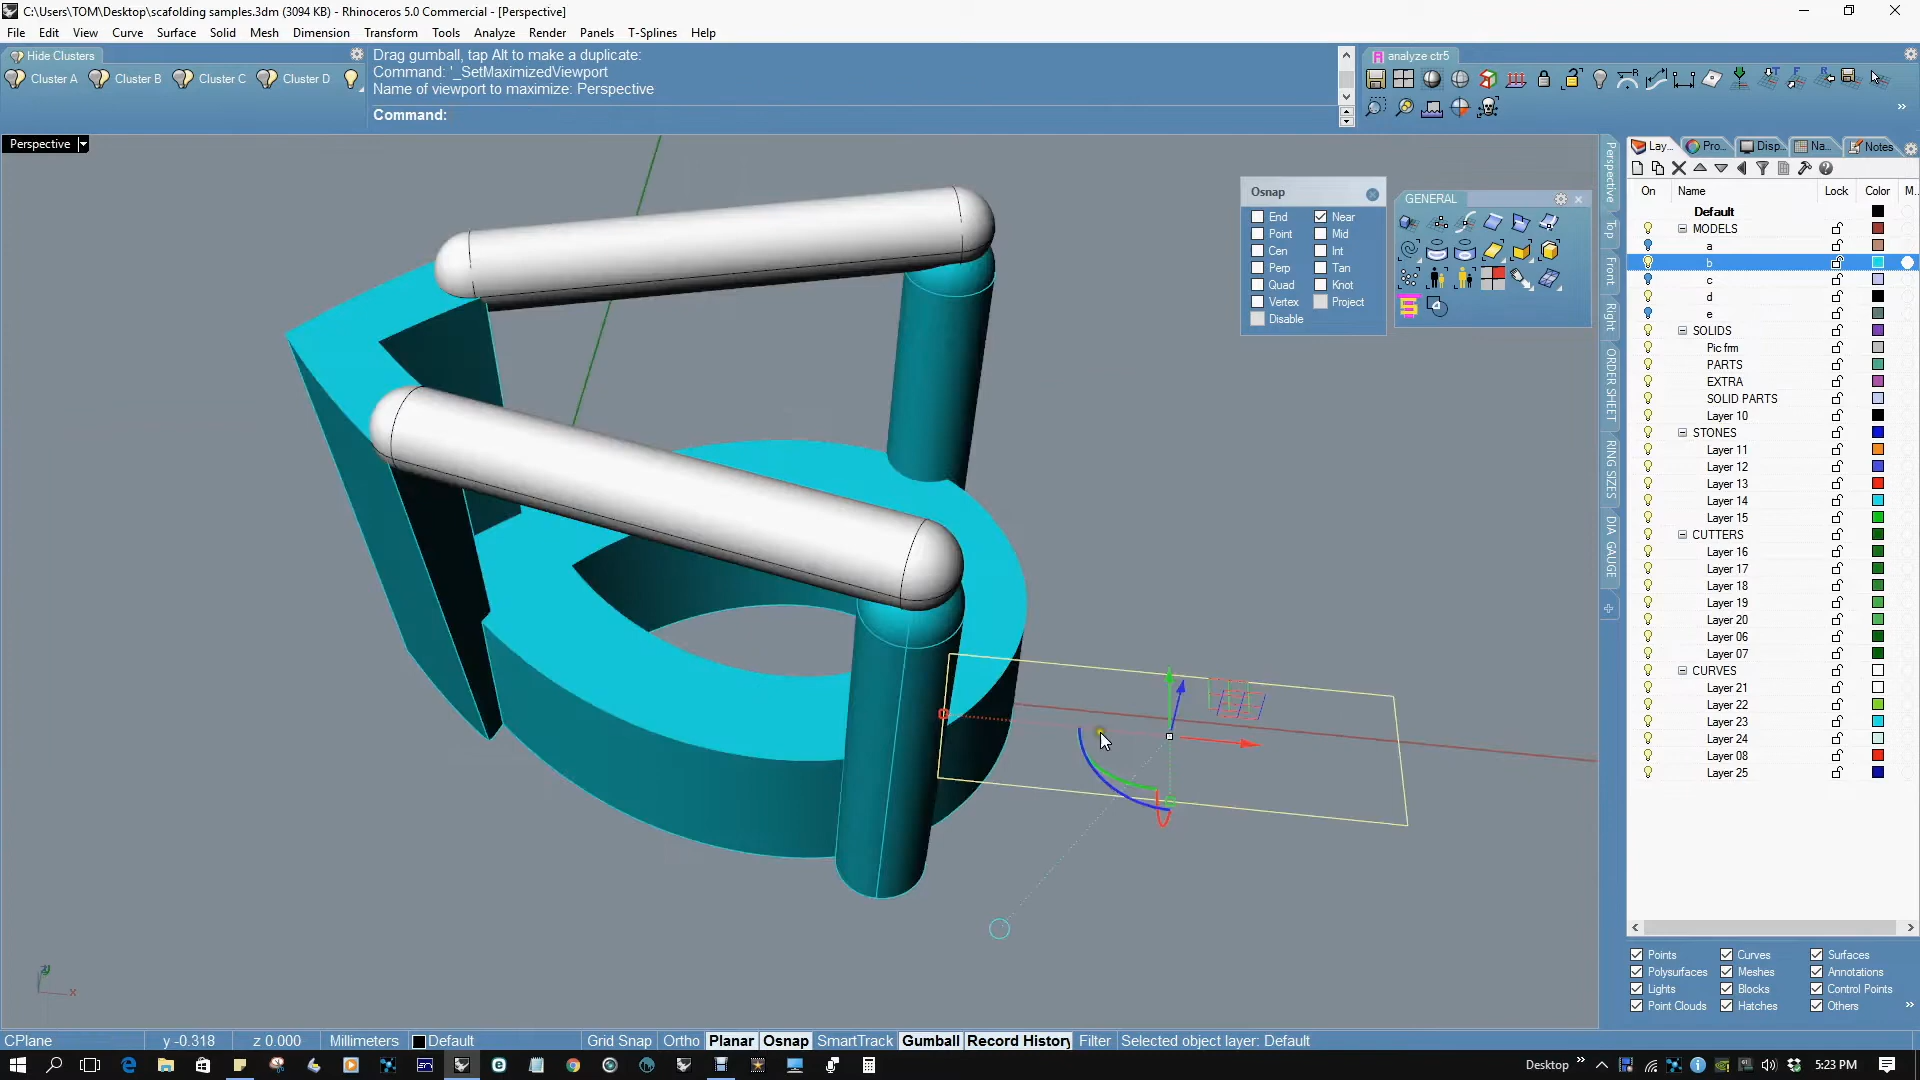 C:\Users\TOM\Desktop\scafolding samples.3dm (3094 KB) - Rhinoceros 5.0 Commercial - [Perspective]
File Edit View Curve Surface Solid Mesh Dimension Transform Tools Analyze Render Panels T-Splines Help
Hide Clusters
Cluster A Cluster B Cluster C Cluster D
Drag gumball, tap Alt to make a duplicate:
Command: '_SetMaximizedViewport
Name of viewport to maximize: Perspective
Command:
analyze ctr5
Perspective
Osnap
End Near
Point Mid
Cen Int
Perp Tan
Quad Knot
Vertex Project
Disable
GENERAL
Perspective
Top
Front
Right
ORDER SHEET
RING SIZES
DIA GAUGE
Lay... Pro... Disp... Na... Notes
On Name Lock Color M...
Default
MODELS
a
b
c
d
e
SOLIDS
Pic frm
PARTS
EXTRA
SOLID PARTS
Layer 10
STONES
Layer 11
Layer 12
Layer 13
Layer 14
Layer 15
CUTTERS
Layer 16
Layer 17
Layer 18
Layer 19
Layer 20
Layer 06
Layer 07
CURVES
Layer 21
Layer 22
Layer 23
Layer 24
Layer 08
Layer 25
Points Curves Surfaces
Polysurfaces Meshes Annotations
Lights Blocks Control Points
Point Clouds Hatches Others
x
CPlane y -0.318 z 0.000 Millimeters Default Grid Snap Ortho Planar Osnap SmartTrack Gumball Record History Filter Selected object layer: Default
Desktop 5:23 PM